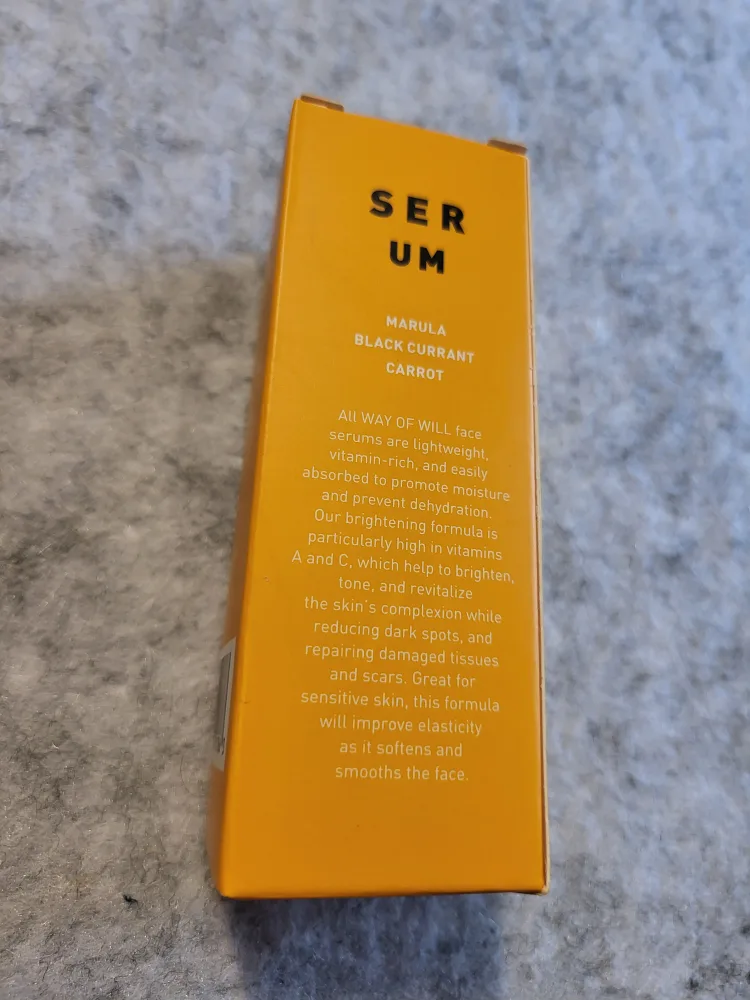 SER
UM
MARULA
BLACK CURRANT
CARROT
All WAY OF WILL face
serums are lightweight,
vitamin-rich, and easily
absorbed to promote moisture
and prevent dehydration.
Our brightening formula is
particularly high in vitamins
A and C, which help to brighten,
tone, and revitalize
the skin's complexion while
reducing dark spots, and
repairing damaged tissues
and scars. Great for
sensitive skin, this formula
will improve elasticity
as it softens and
smooths the face.